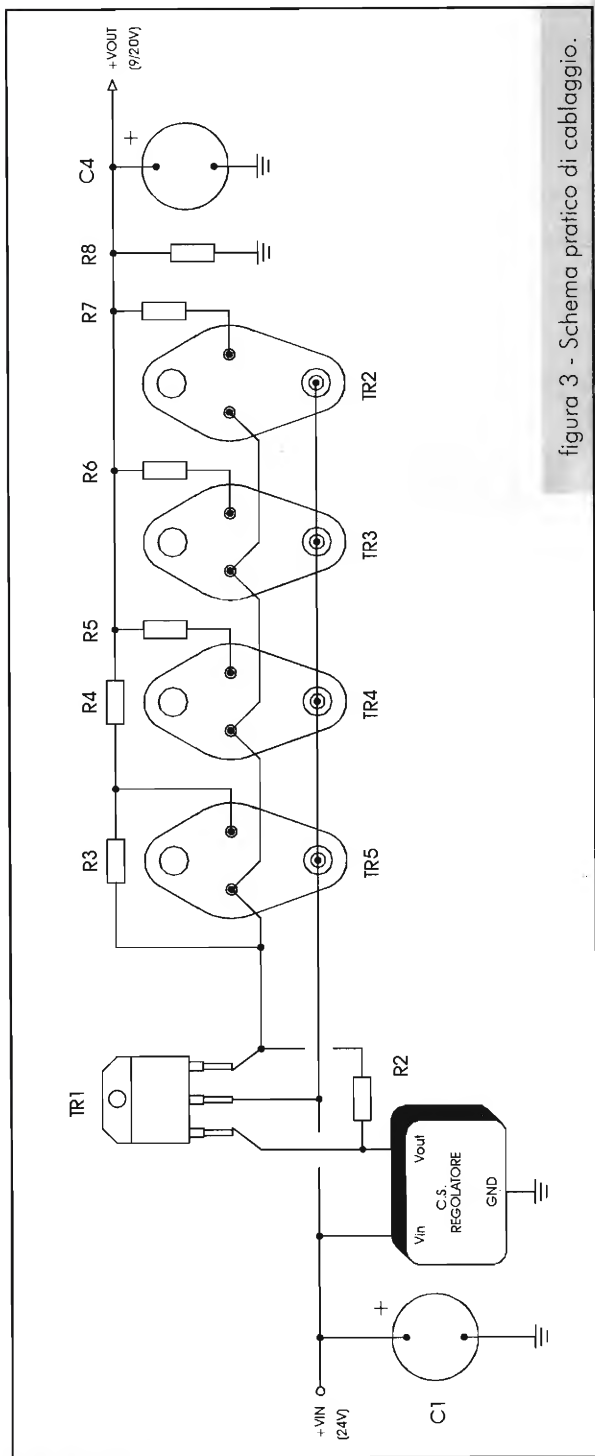 +VOUT
(9/20V)
C4
+
R8
R7
TR2
R6
TR3
R5
R4
TR4
R3
TR5
TR1
R2
Vin
Vout
C.S.
REGOLATORE
GND
+
C1
+VIN
(24V)
figura 3 - Schema pratico di cablaggio.